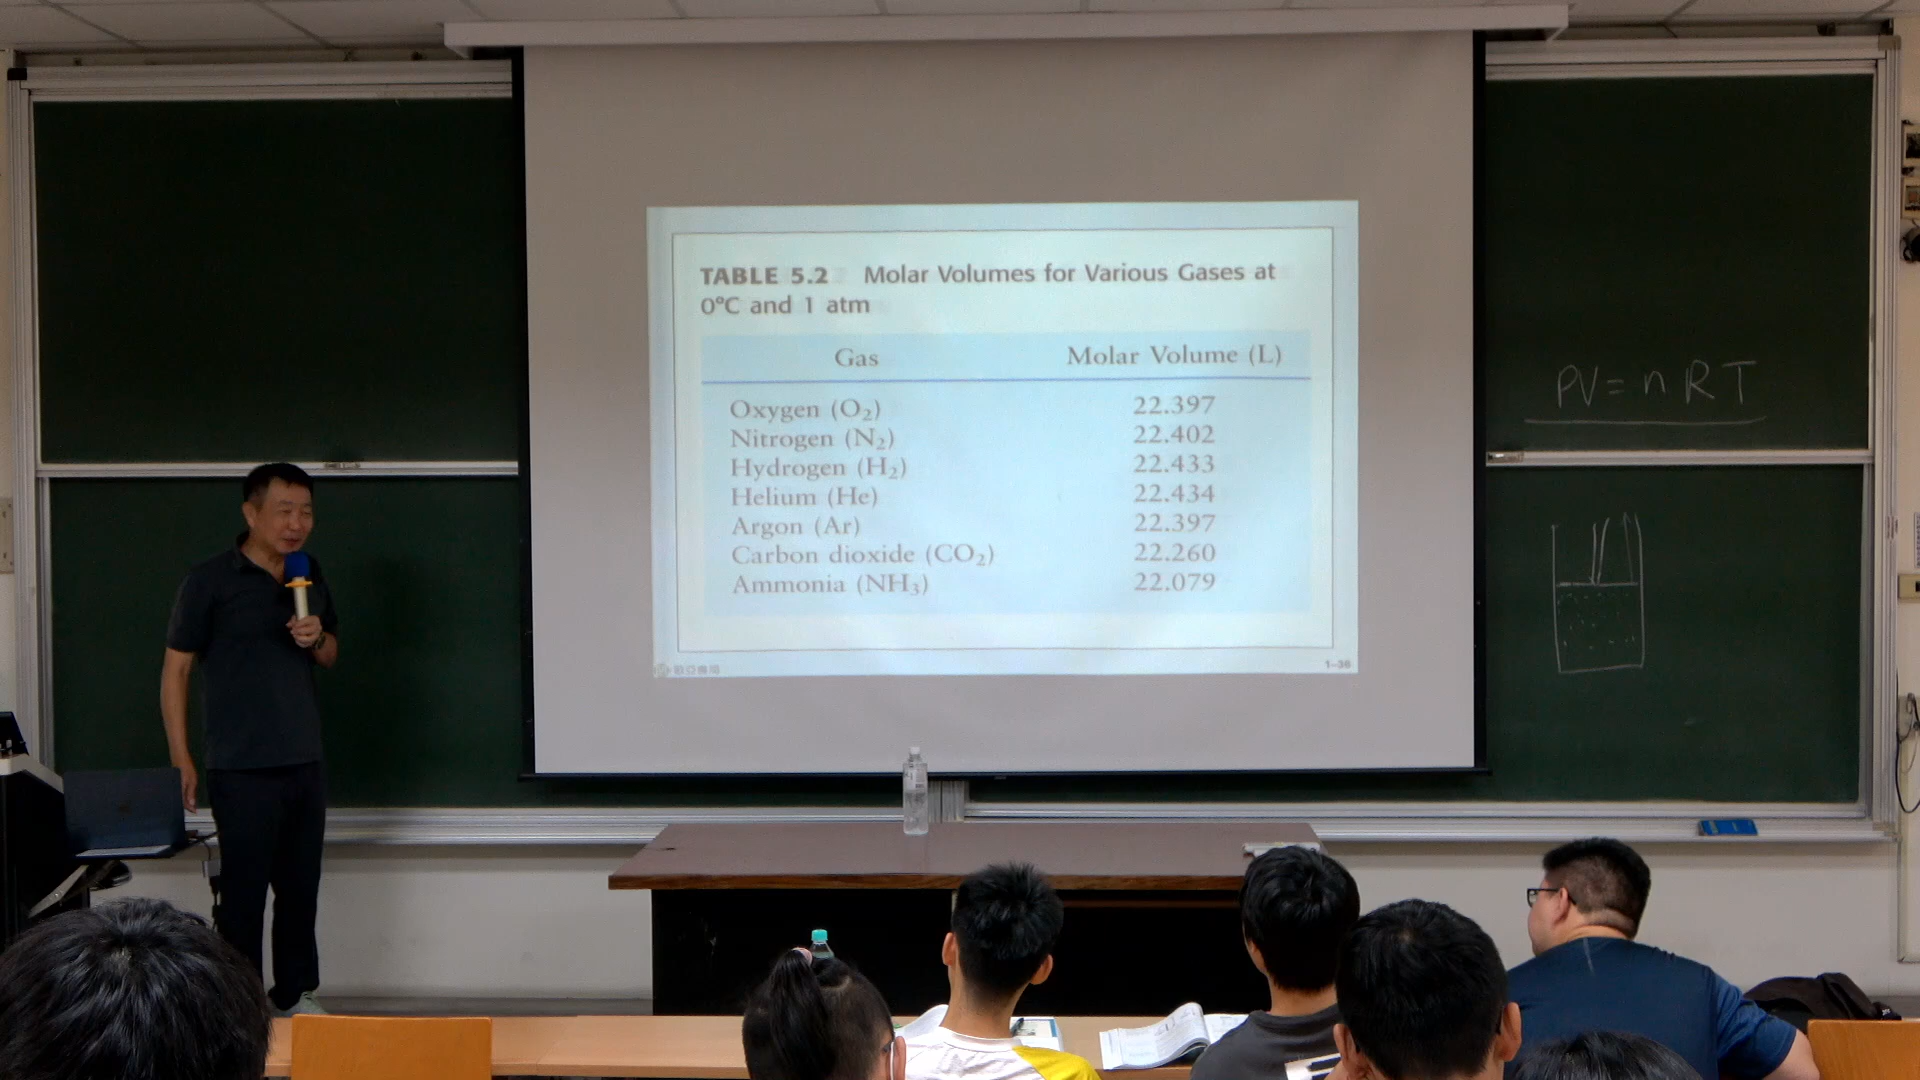 TABLE 5.2 Molar Volumes for Various Gases at
0°C and 1 atm
Gas Molar Volume (L)
Oxygen (O₂) 22.397
Nitrogen (N₂) 22.402
Hydrogen (H₂) 22.433
Helium (He) 22.434
Argon (Ar) 22.397
Carbon dioxide (CO₂) 22.260
Ammonia (NH₃) 22.079
1-36
PV = nRT